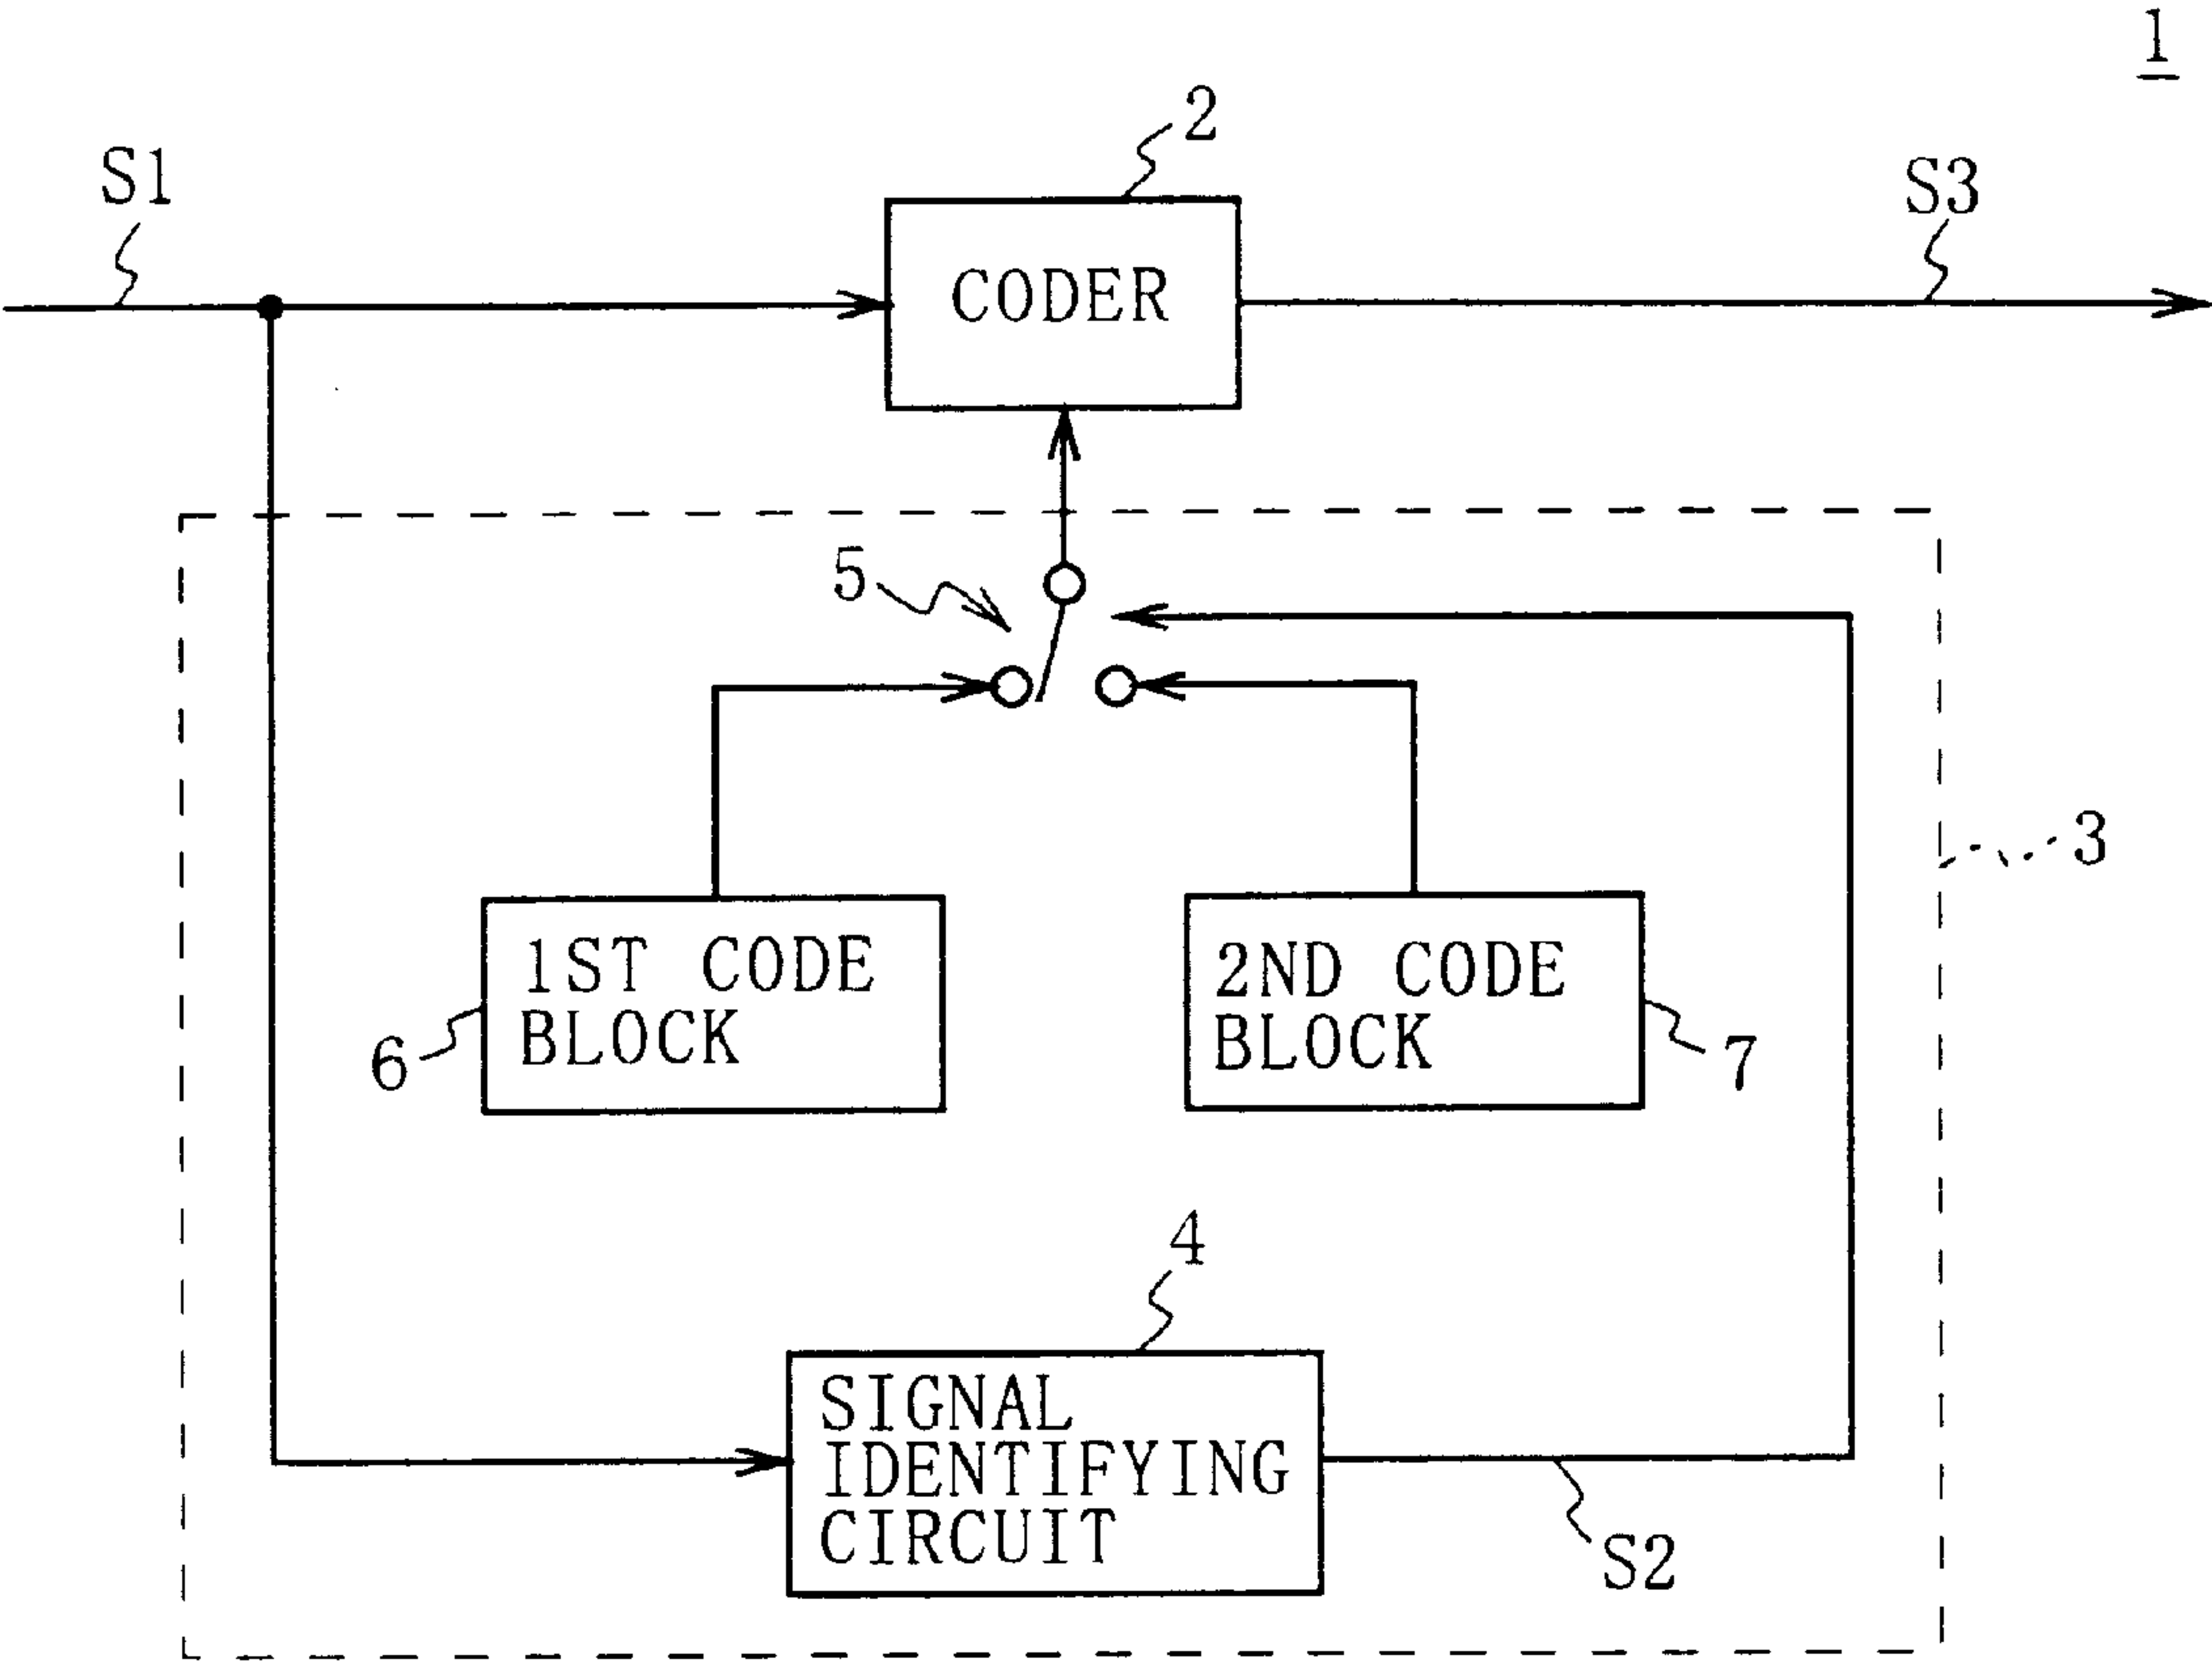 1
2
S1
S3
CODER
5
3
1ST CODE
BLOCK
6
2ND CODE
BLOCK
7
4
SIGNAL
IDENTIFYING
CIRCUIT
S2